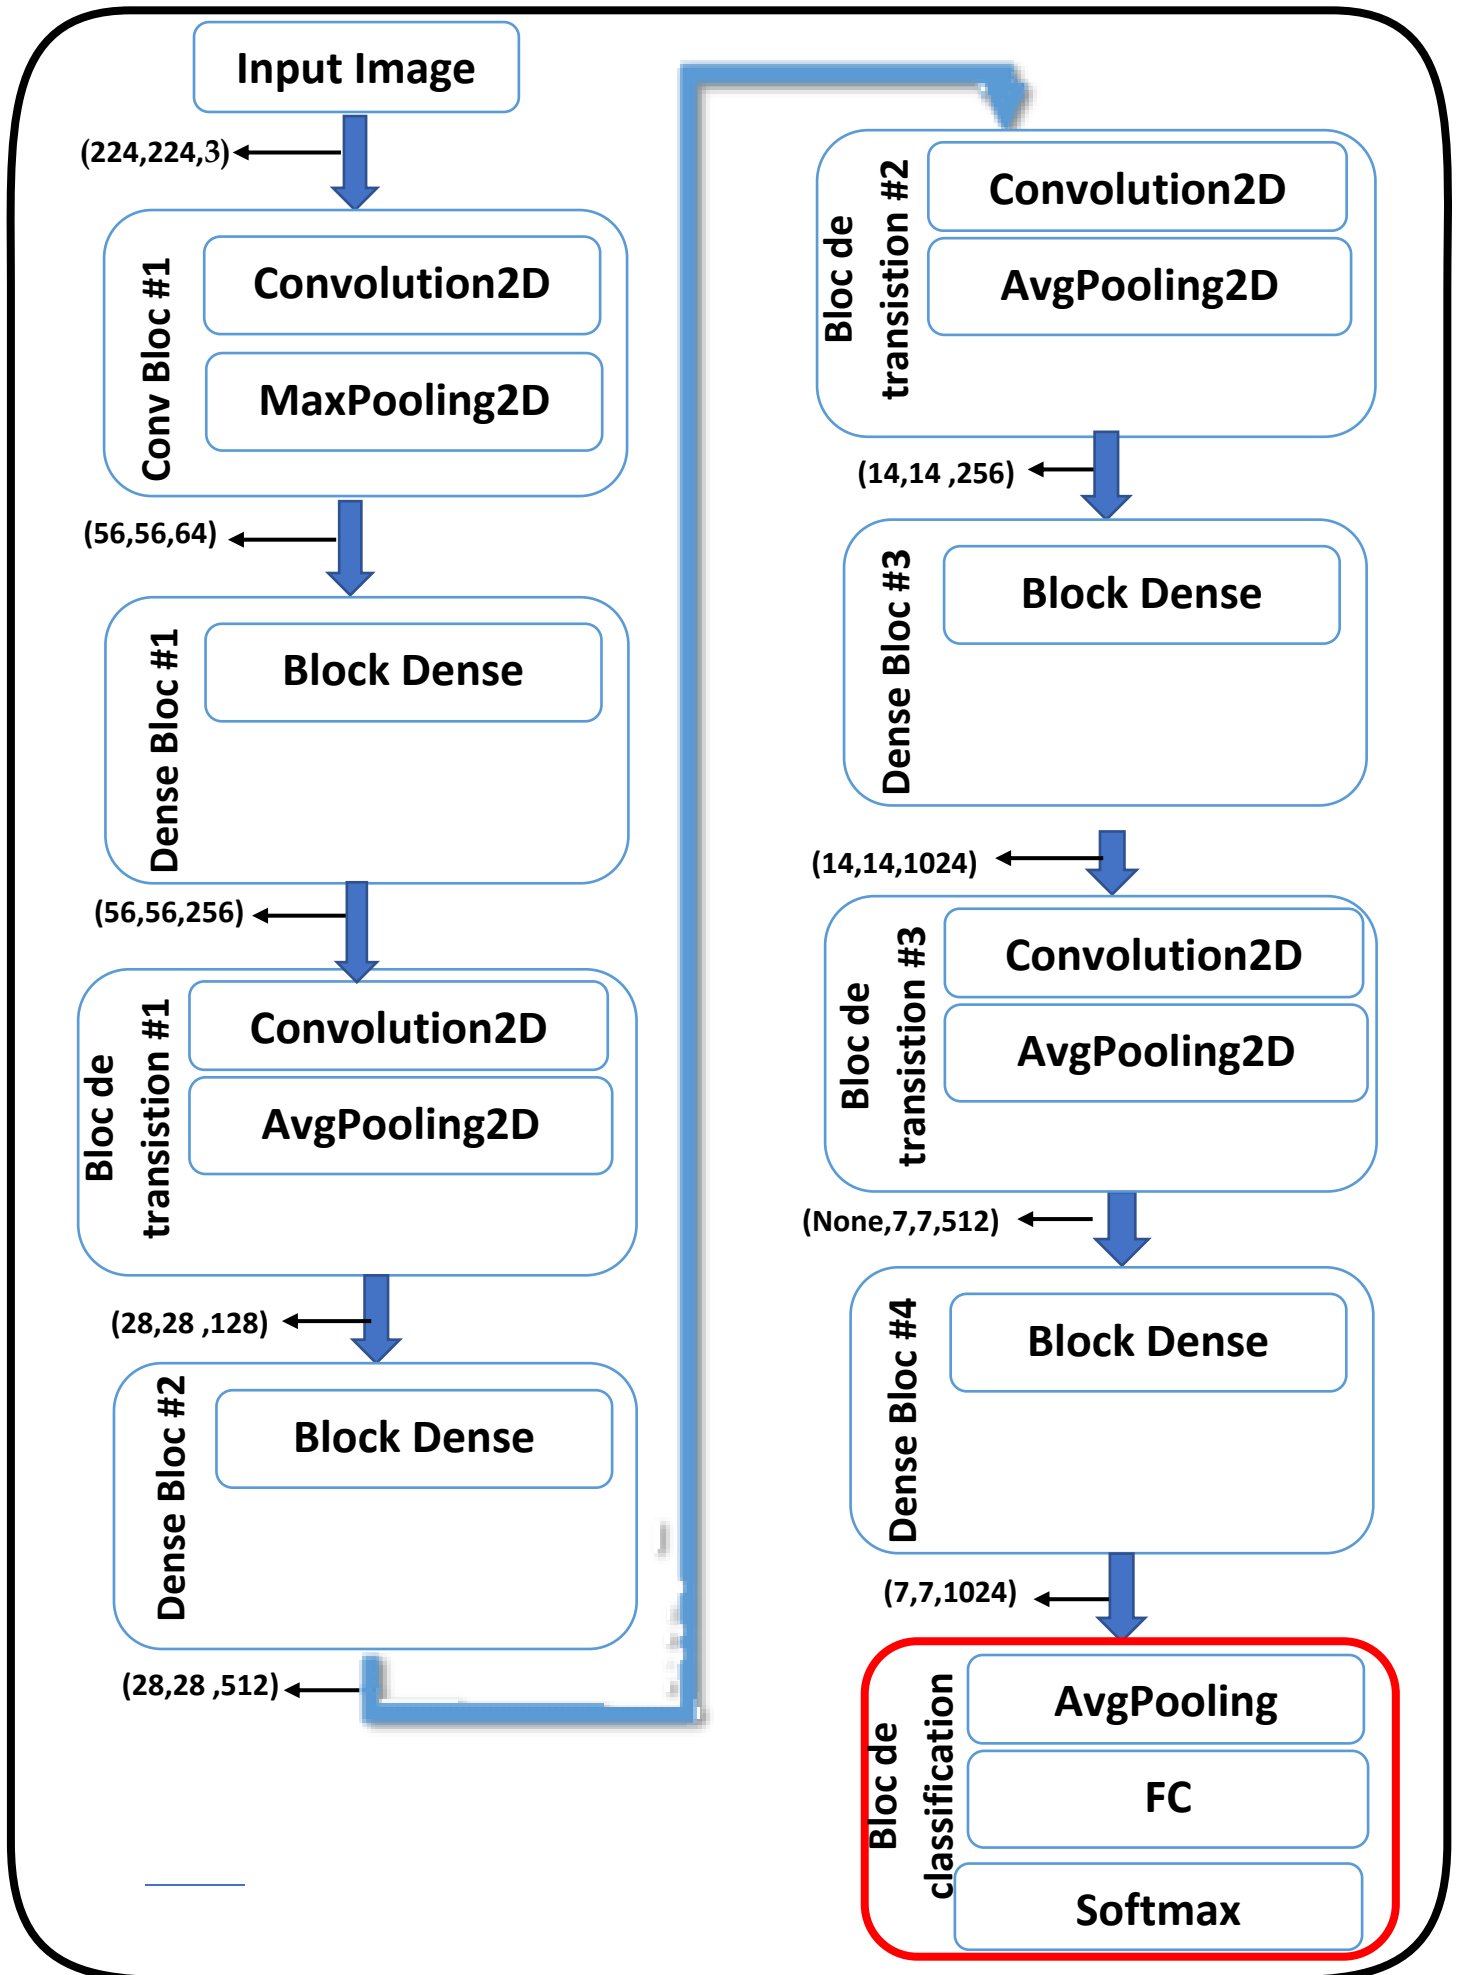 Input Image
(224,224,3)
Conv Bloc #1
Convolution2D
MaxPooling2D
(56,56,64)
Dense Bloc #1
Block Dense
(56,56,256)
Bloc de
transistion #1
Convolution2D
AvgPooling2D
(28,28 ,128)
Dense Bloc #2
Block Dense
(28,28 ,512)
Bloc de
transistion #2
Convolution2D
AvgPooling2D
(14,14 ,256)
Dense Bloc #3
Block Dense
(14,14,1024)
Bloc de
transistion #3
Convolution2D
AvgPooling2D
(None,7,7,512)
Dense Bloc #4
Block Dense
(7,7,1024)
Bloc de
classification
AvgPooling
FC
Softmax